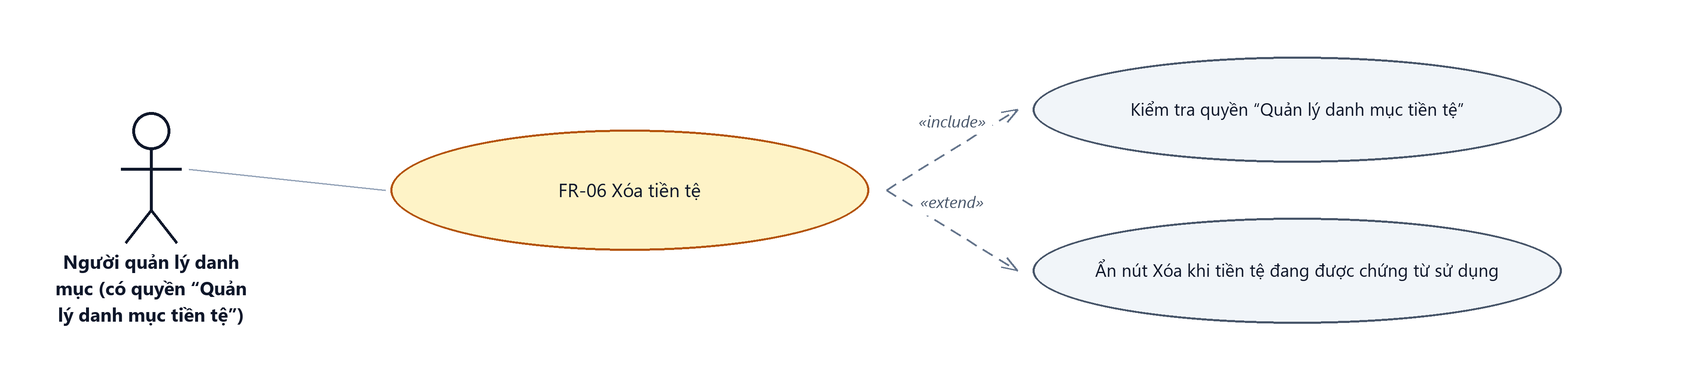 Kiểm tra quyền “Quản lý danh mục tiền tệ”
«include»
FR-06 Xóa tiền tệ
«extend»
Ẩn nút Xóa khi tiền tệ đang được chứng từ sử dụng
Người quản lý danh
mục (có quyền “Quản
lý danh mục tiền tệ”)